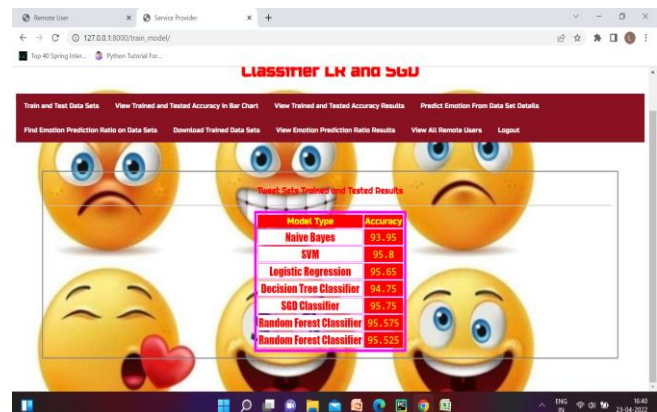 Remote User
Service Provider
127.0.0.1:8000/train_model/
Top 40 Spring Inter...
Python Tutorial For...
Classifier LR and SGD
Train and Test Data Sets View Trained and Tested Accuracy in Bar Chart View Trained and Tested Accuracy Results Predict Emotion From Data Set Details
Find Emotion Prediction Ratio on Data Sets Download Trained Data Sets View Emotion Prediction Ratio Results View All Remote Users Logout
Tweet Sets Trained and Tested Results
Model Type Accuracy
Naive Bayes 93.95
SVM 95.8
Logistic Regression 95.65
Decision Tree Classifier 94.75
SGD Classifier 95.75
Random Forest Classifier 95.575
Random Forest Classifier 95.525
ENG 16:40
IN 23-04-2022